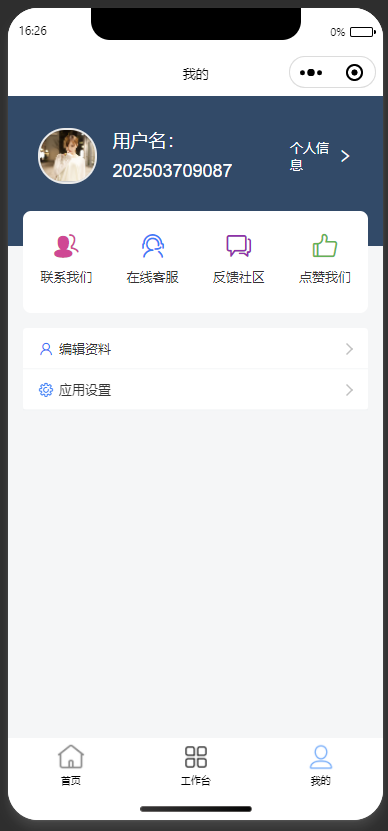 16:26
0%
我的
用户名:
202503709087
个人信
息
联系我们
在线客服
反馈社区
点赞我们
编辑资料
应用设置
首页
工作台
我的